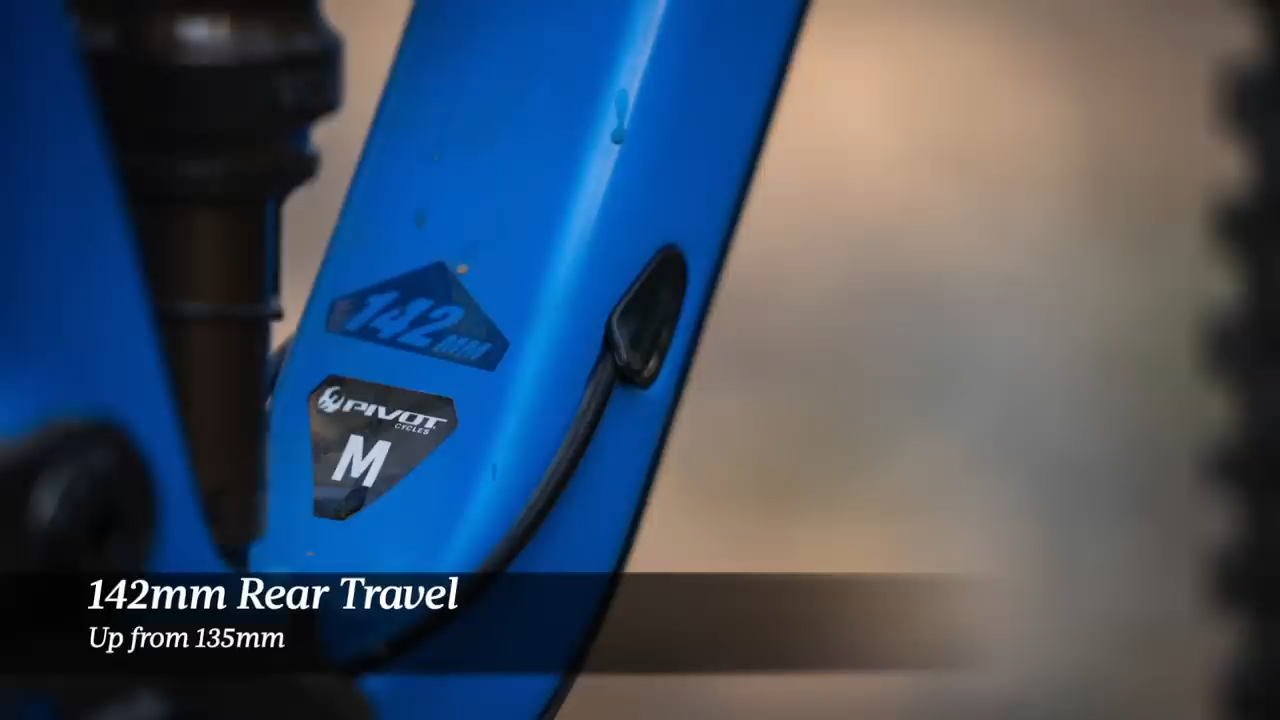 142MM
PIVOT
CYCLES
M
142mm Rear Travel
Up from 135mm